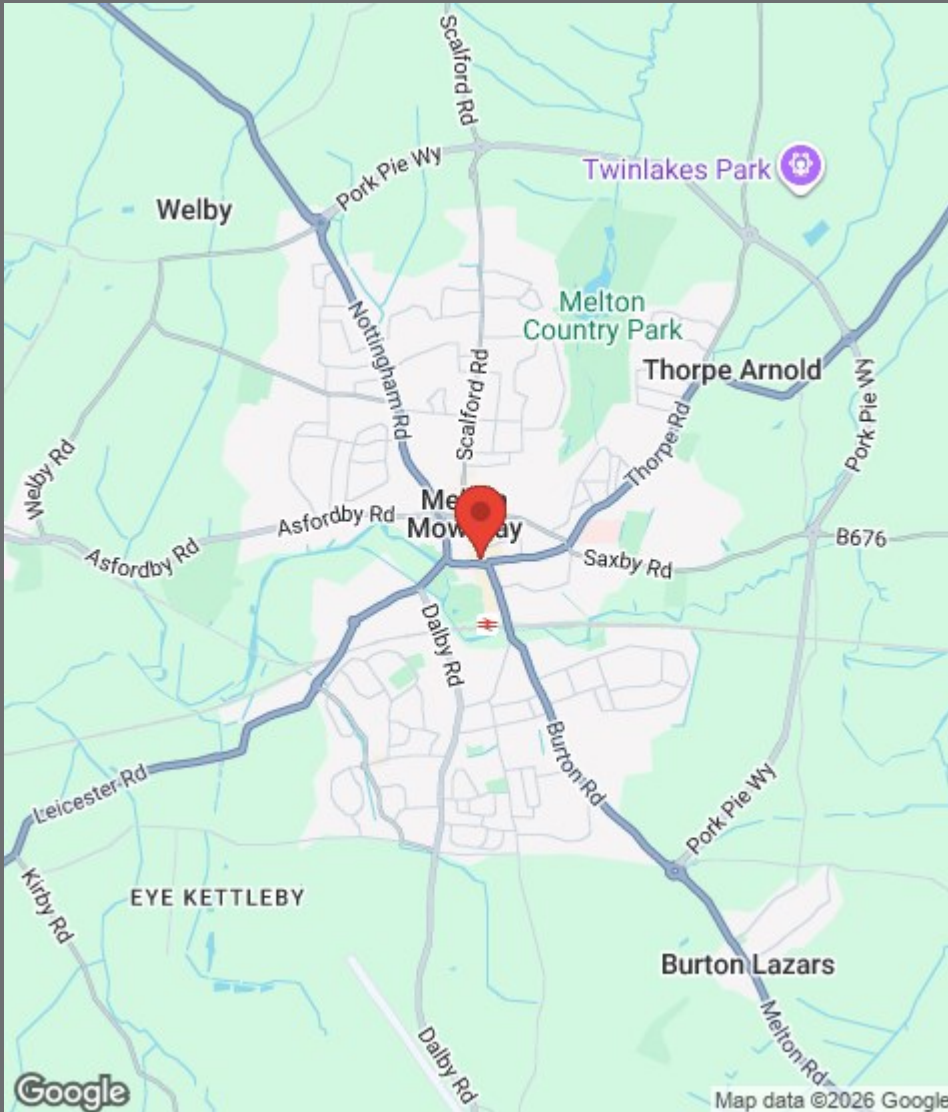 Scalford Rd
Pork Pie Wy
Twinlakes Park
Welby
Melton
Country Park
Nottingham Rd
Scalford Rd
Thorpe Arnold
Pork Pie Wy
Thorpe Rd
Welby Rd
Asfordby Rd
Asfordby Rd
Saxby Rd
B676
Dalby Rd
Burton Rd
Leicester Rd
Pork Pie Wy
Kirby Rd
EYE KETTLEBY
Burton Lazars
Melton Rd
Dalby Rd
Google
Map data ©2026 Google